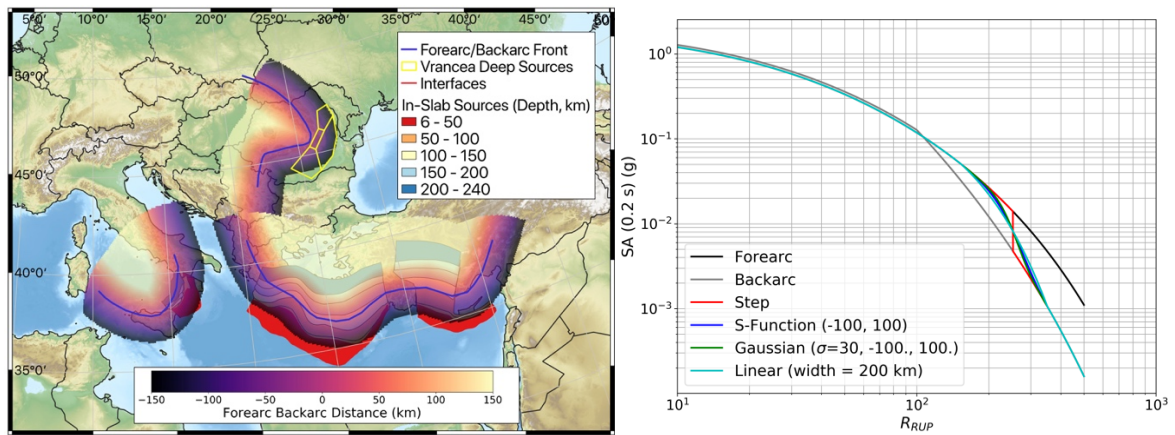 5°0' 10°0' 15°0' 20°0' 25°0' 30°0' 35°0' 40°0' 45°0' 50
50°0'
45°0'
40°0'
35°0'
Forearc/Backarc Front
Vrancea Deep Sources
Interfaces
In-Slab Sources (Depth, km)
6 - 50
50 - 100
100 - 150
150 - 200
200 - 240
−150 −100 −50 0 50 100 150
Forearc Backarc Distance (km)
SA (0.2 s) (g)
10⁰
10⁻¹
10⁻²
10⁻³
Forearc
Backarc
Step
S-Function (-100, 100)
Gaussian (σ=30, -100., 100.)
Linear (width = 200 km)
10¹ 10² 10³
R_RUP